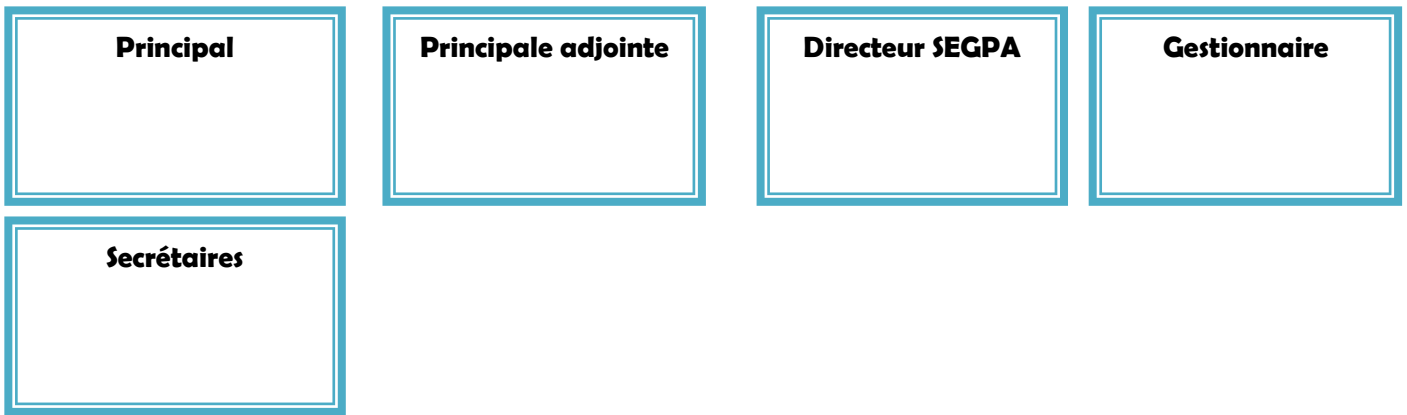 Principal
Principale adjointe
Directeur SEGPA
Gestionnaire
Secrétaires